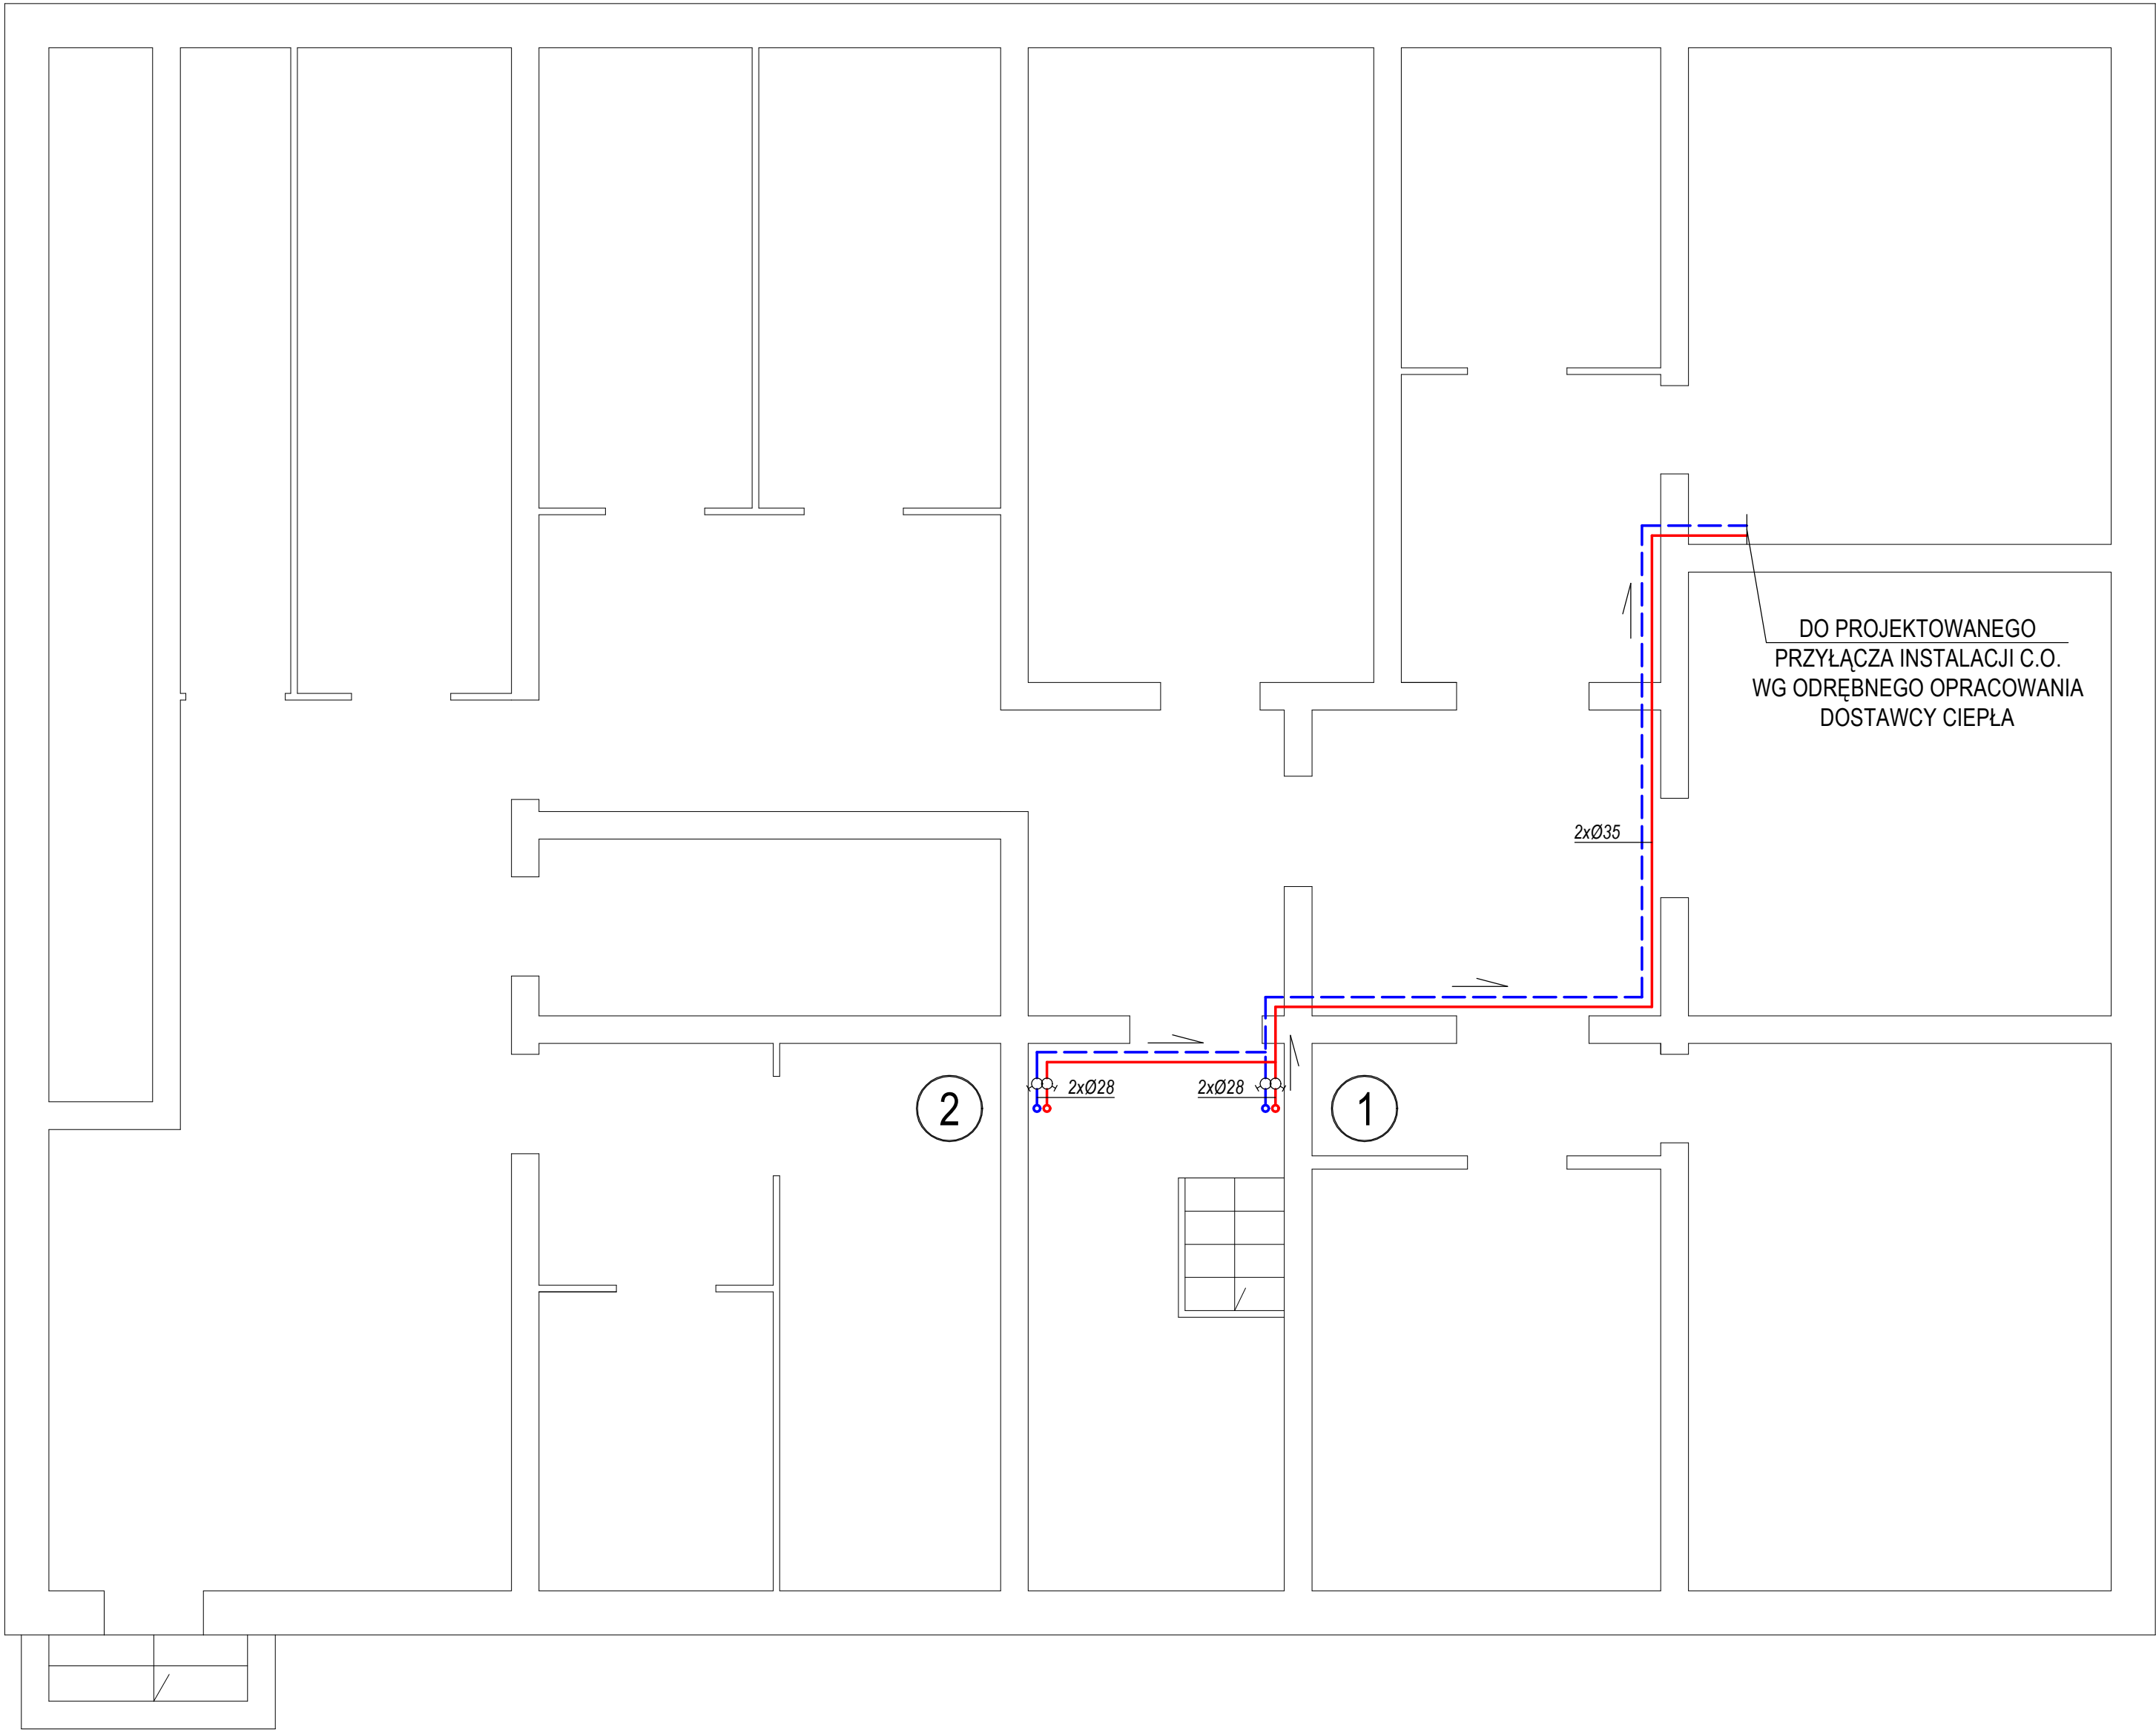 DO PROJEKTOWANEGO
PRZYŁĄCZA INSTALACJI C.O.
WG ODRĘBNEGO OPRACOWANIA
DOSTAWCY CIEPŁA
2xØ35
2xØ28
2xØ28
2
1